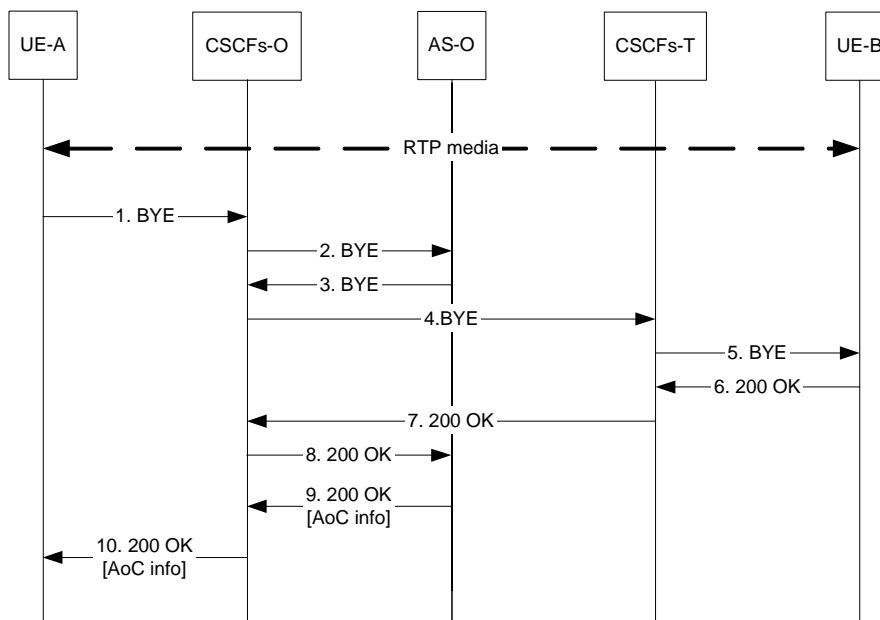 UE-A
CSCFs-O
AS-O
CSCFs-T
UE-B
RTP media
1. BYE
2. BYE
3. BYE
4.BYE
5. BYE
6. 200 OK
7. 200 OK
8. 200 OK
9. 200 OK
[AoC info]
10. 200 OK
[AoC info]